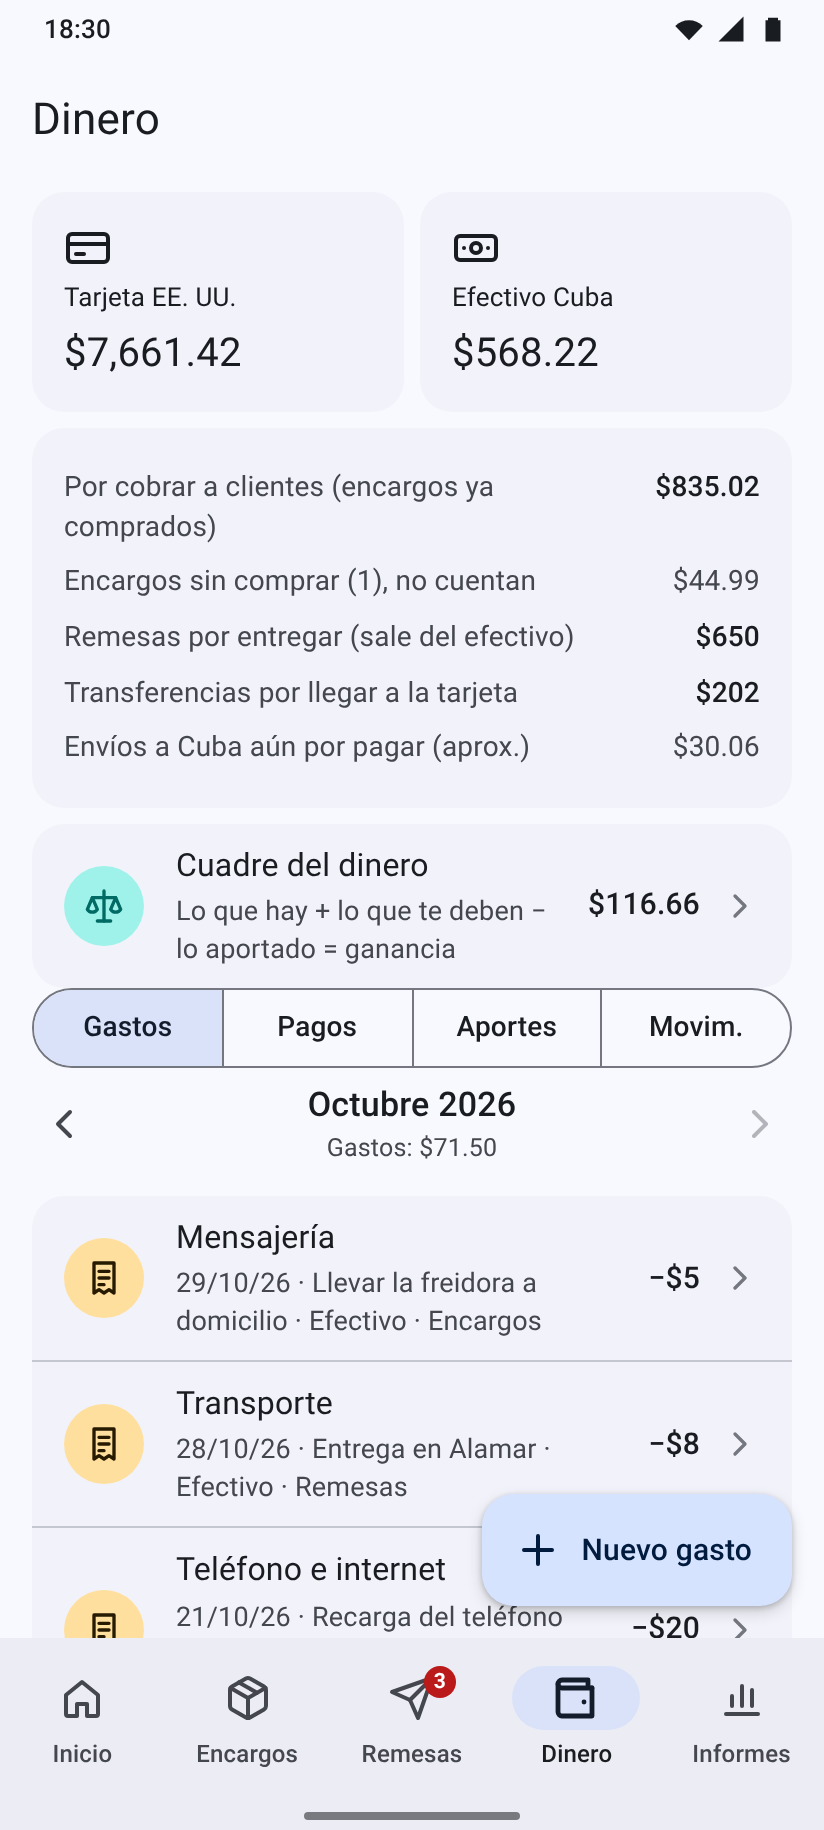 18:30
Dinero
Tarjeta EE. UU.
$7,661.42
Efectivo Cuba
$568.22
Por cobrar a clientes (encargos ya
comprados)
$835.02
Encargos sin comprar (1), no cuentan
$44.99
Remesas por entregar (sale del efectivo)
$650
Transferencias por llegar a la tarjeta
$202
Envíos a Cuba aún por pagar (aprox.)
$30.06
Cuadre del dinero
Lo que hay + lo que te deben −
lo aportado = ganancia
$116.66
Gastos
Pagos
Aportes
Movim.
Octubre 2026
Gastos: $71.50
Mensajería
29/10/26 · Llevar la freidora a
domicilio · Efectivo · Encargos
−$5
Transporte
28/10/26 · Entrega en Alamar ·
Efectivo · Remesas
−$8
Nuevo gasto
Teléfono e internet
21/10/26 · Recarga del teléfono
−$20
3
Inicio
Encargos
Remesas
Dinero
Informes